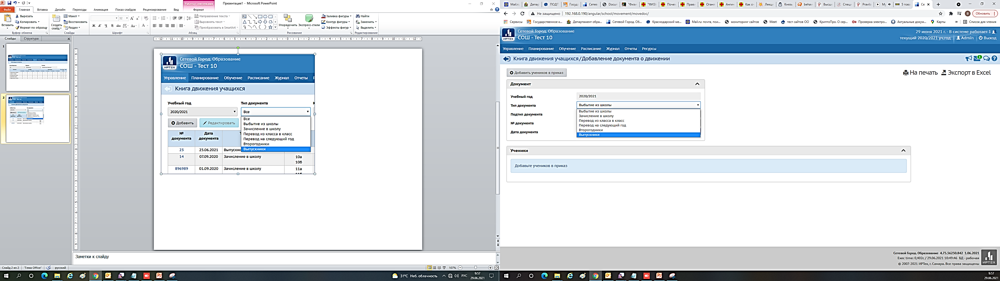 Презентация1 - Microsoft PowerPoint
Работа с рисунками
Файл Главная Вставка Дизайн Переходы Анимация Показ слайдов Рецензирование Вид Формат
Вставить
Вырезать
Копировать
Формат по образцу
Буфер обмена
Создать слайд
Макет
Восстановить
Раздел
Слайды
32
Шрифт
Направление текста
Выровнять текст
Преобразовать в SmartArt
Абзац
Упорядочить
Экспресс-стили
Заливка фигуры
Контур фигуры
Эффекты фигур
Рисование
Найти
Заменить
Выделить
Редактирование
Слайды Структура
1
2
Сетевой Город. Образование
СОШ - Тест 10
ИРТЕХ
Управление Планирование Обучение Расписание Журнал Отчеты
Книга движения учащихся
Учебный год Тип документа
2020/2021 Все
Добавить Редактировать
Все
Выбытие из школы
Зачисление в школу
Перевод из класса в класс
Перевод на следующий год
Второгодники
Выпускники
№ документа Дата документа
23 25.06.2021 Выпускни
14 07.09.2020 Зачисление в школу 10а
10б
896989 01.09.2020 Зачисление в школу 11а
Заметки к слайду
Слайд 2 из 2 "Тема Office" русский 107%
31°C Неб. облачность РУС 9:57
29.06.2021
Mail.ru Депар ПОДГ Госуд Сетев Docum "Физи "ФИЗ Почем Прави Оганя Ангин Как оч Лекци Князь behav Высш Специ Pravila My 5 това Се
Не защищено 192.168.0.190/angular/school/movement/movedoc/ Обновить
Сервисы Государственное к... Департамент обра... Сетевой Город. Об... Краснодарский ме... Mail.ru: почта, пои... мониторинг сайтов Meet тест сайтов ОО КриптоПро. О сер... Проверка электро... Актуальные докум... Карты » Список для чтения
Сетевой Город. Образование
СОШ - Тест 10
ИРТЕХ
29 июня 2021 г. - В системе работает 1
текущий 2020/2021 уч.год Admin Выход
Управление Планирование Обучение Расписание Журнал Отчеты Ресурсы
Книга движения учащихся/Добавление документа о движении
1
Добавить учеников в приказ
На печать Экспорт в Excel
Документ
Учебный год 2020/2021
Тип документа Выбытие из школы
Подтип документа
№ документа
Дата документа
Выбытие из школы
Зачисление в школу
Перевод из класса в класс
Перевод на следующий год
Второгодники
Выпускники
Ученики
Добавьте учеников в приказ
Сетевой Город. Образование 4.75.56250.842 1.06.2021
Exec time: 0,402с / 29.06.2021 10:49:46 БД - рабочая
© 2007-2021 ИРТех, г. Самара. Все права защищены
ИРТЕХ
9:57
29.06.2021